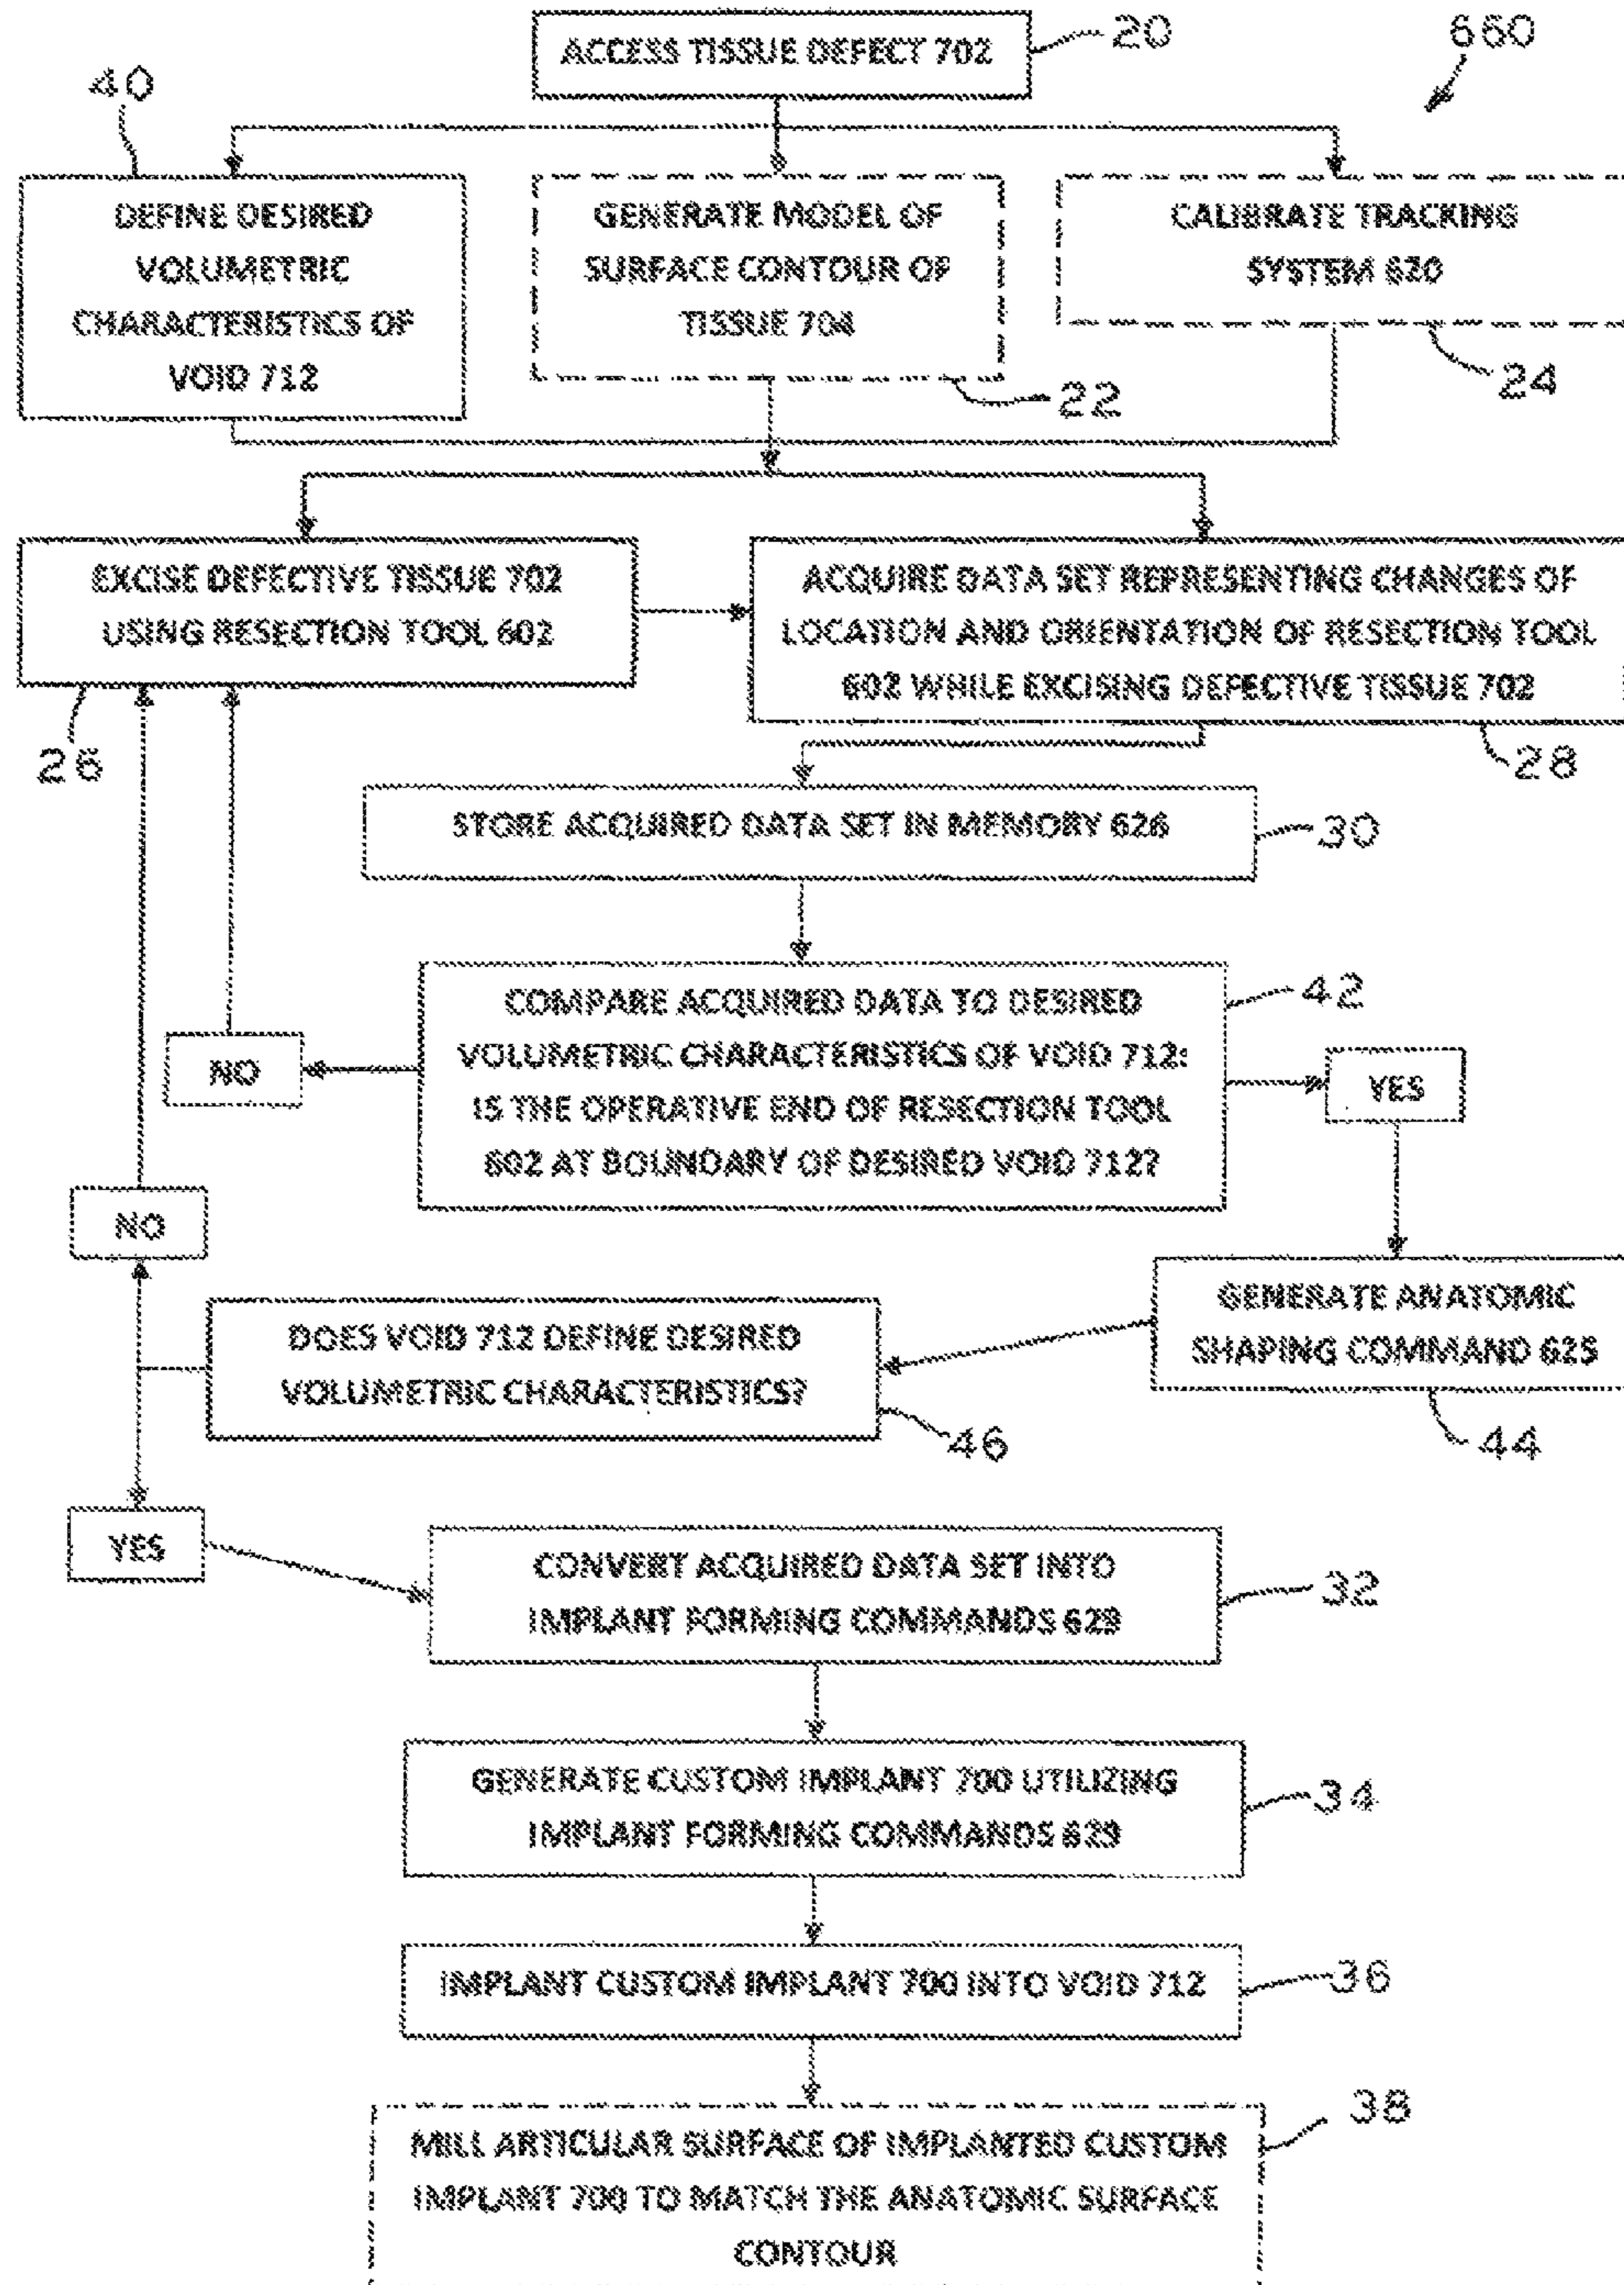 ACCESS TISSUE DEFECT 702
20
660
40
DEFINE DESIRED
VOLUMETRIC
CHARACTERISTICS OF
VOID 712
GENERATE MODEL OF
SURFACE CONTOUR OF
TISSUE 704
22
CALIBRATE TRACKING
SYSTEM 620
24
EXCISE DEFECTIVE TISSUE 702
USING RESECTION TOOL 602
26
ACQUIRE DATA SET REPRESENTING CHANGES OF
LOCATION AND ORIENTATION OF RESECTION TOOL
602 WHILE EXCISING DEFECTIVE TISSUE 702
28
STORE ACQUIRED DATA SET IN MEMORY 626
30
COMPARE ACQUIRED DATA TO DESIRED
VOLUMETRIC CHARACTERISTICS OF VOID 712:
IS THE OPERATIVE END OF RESECTION TOOL
602 AT BOUNDARY OF DESIRED VOID 712?
42
NO
YES
NO
GENERATE ANATOMIC
SHAPING COMMAND 625
44
DOES VOID 712 DEFINE DESIRED
VOLUMETRIC CHARACTERISTICS?
46
YES
CONVERT ACQUIRED DATA SET INTO
IMPLANT FORMING COMMANDS 629
32
GENERATE CUSTOM IMPLANT 700 UTILIZING
IMPLANT FORMING COMMANDS 629
34
IMPLANT CUSTOM IMPLANT 700 INTO VOID 712
36
MILL ARTICULAR SURFACE OF IMPLANTED CUSTOM
IMPLANT 700 TO MATCH THE ANATOMIC SURFACE
CONTOUR
38